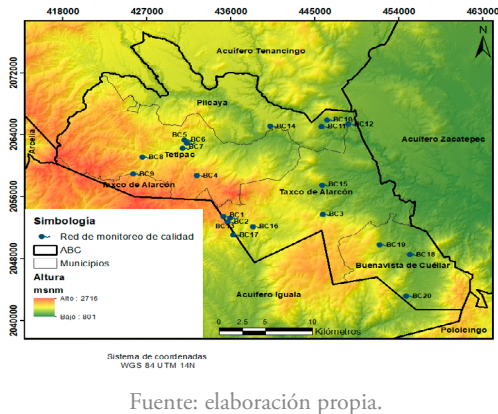 418000 427000 436000 445000 454000 463000
N
2072000
2064000
2056000
2048000
2040000
Acuífero Tenancingo
Pilcaya
BC10
BC14
BC11
BC12
BC5
BC6
BC7
Acuífero Zacatepec
Arcelia
Tetipac
BC8
BC9
BC4
Taxco de Alarcón
Taxco de Alarcón
BC15
BC1
BC2
BC3
BC13
BC16
BC17
BC19
BC18
Buenavista de Cuéllar
BC20
Acuífero Iguala
Pololcingo
Simbología
Red de monitoreo de calidad
ABC
Municipios
Altura
msnm
Alto : 2716
Bajo : 801
0 2.5 5 10
Kilómetros
Sistema de coordenadas
WGS 84 UTM 14N
Fuente: elaboración propia.